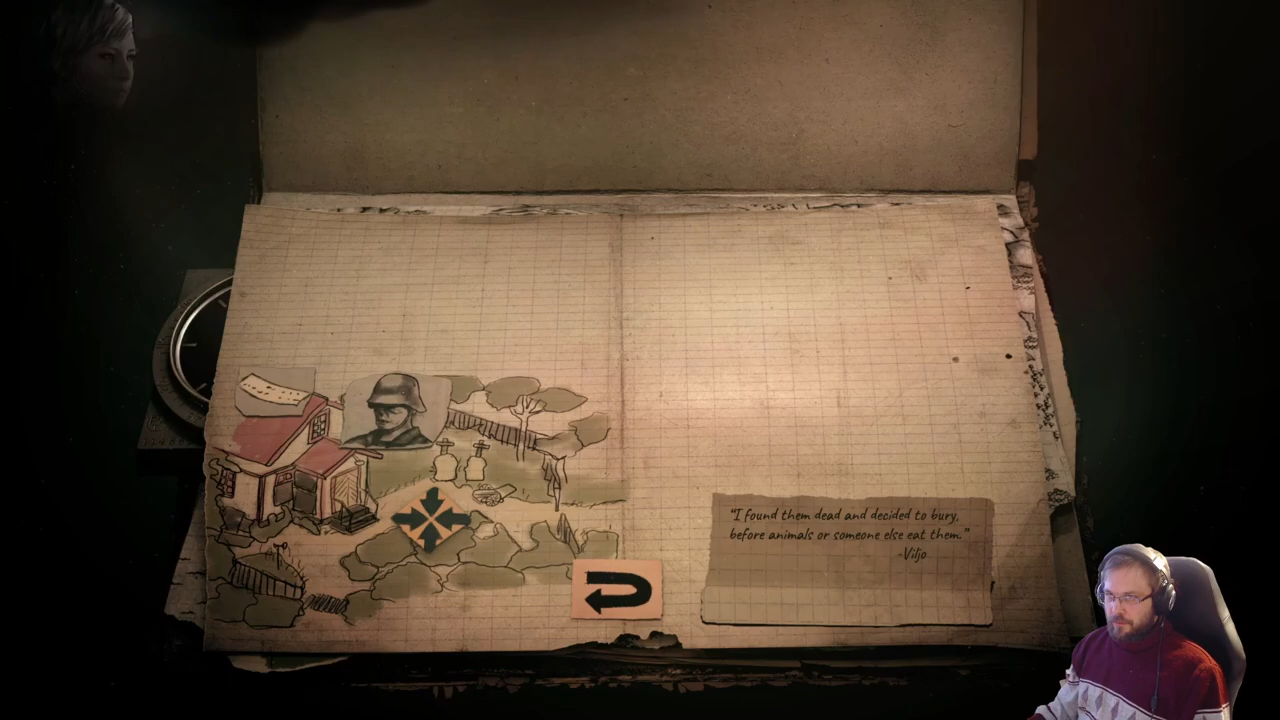 "I found them dead and decided to bury,
before animals or someone else eat them."
-Viljo